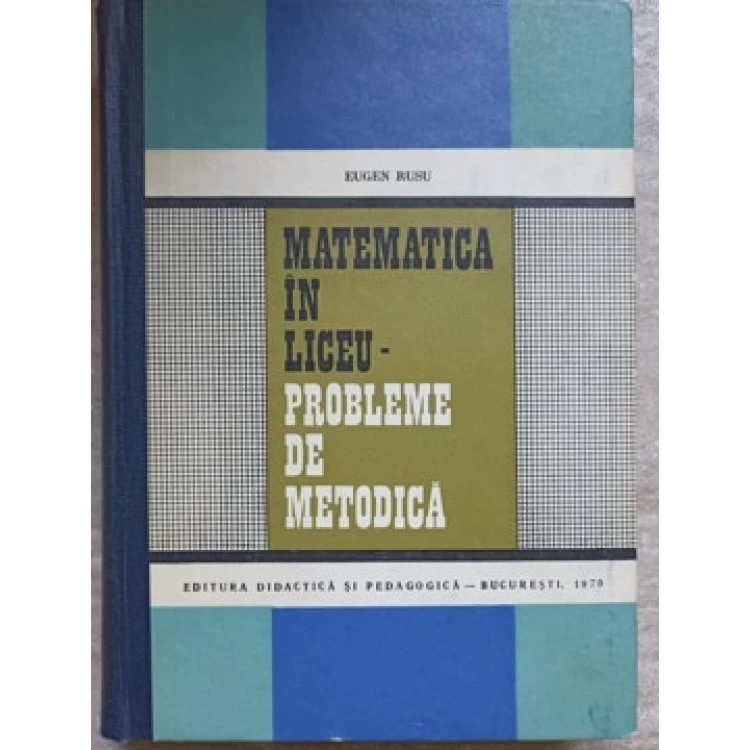 EUGEN RUSU
MATEMATICA
ÎN
LICEU -
PROBLEME
DE
METODICĂ
EDITURA DIDACTICĂ ȘI PEDAGOGICĂ — BUCUREȘTI, 1970